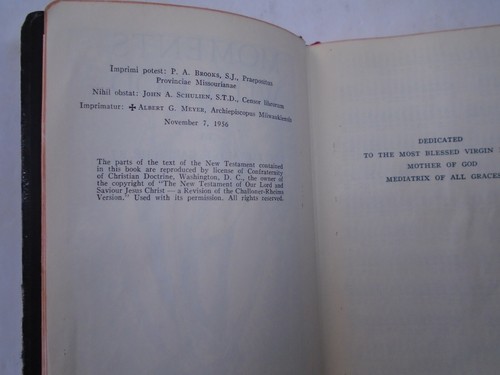 Imprimi potest: P. A. Brooks, S.J., Praepositus
Provinciae Missourianae
Nihil obstat: John A. Schulien, S.T.D., Censor librorum
Imprimatur: ✠ Albert G. Meyer, Archiepiscopus Milwaukiensis
November 7, 1956
The parts of the text of the New Testament contained
in this book are reproduced by license of Confraternity
of Christian Doctrine, Washington, D. C., the owner of
the copyright of "The New Testament of Our Lord and
Saviour Jesus Christ — a Revision of the Challoner-Rheims
Version." Used with its permission. All rights reserved.
DEDICATED
TO THE MOST BLESSED VIRGIN
MOTHER OF GOD
MEDIATRIX OF ALL GRACES